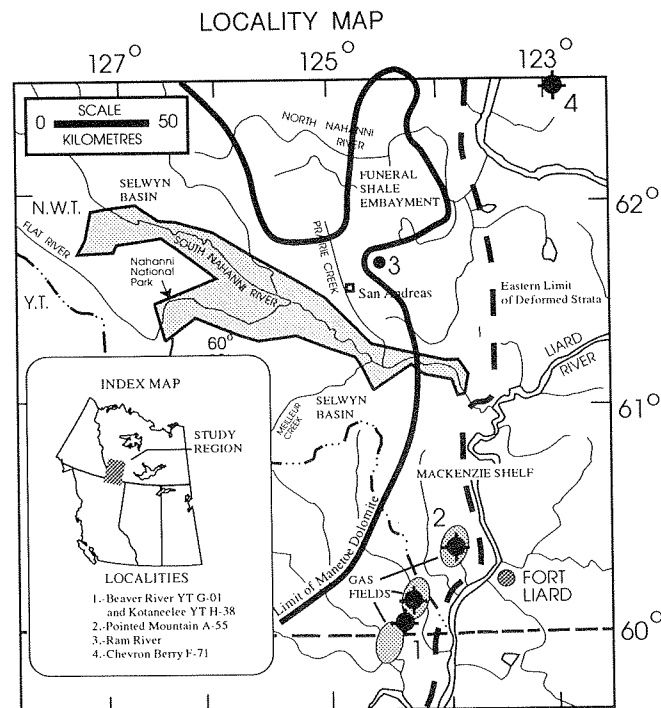 LOCALITY MAP
127°
125°
123°
SCALE
0 50
KILOMETRES
4
NORTH NAHANNI
RIVER
FUNERAL
SHALE
EMBAYMENT
SELWYN
BASIN
N.W.T.
62°
FLAT RIVER
SOUTH NAHANNI RIVER
PRAIRIE CREEK
3
Nahanni
National
Park
San Andreas
Eastern Limit
of Deformed Strata
Y.T.
LIARD
RIVER
60°
INDEX MAP
STUDY
REGION
SELWYN
BASIN
MEILLEUR
CREEK
61°
MACKENZIE SHELF
2
Limit of Manetoe Dolomite
GAS
FIELDS
FORT
LIARD
LOCALITIES
1.-Beaver River YT G-01
and Kotaneelee YT H-38
2.-Pointed Mountain A-55
3.-Ram River
4.-Chevron Berry F-71
1
60°